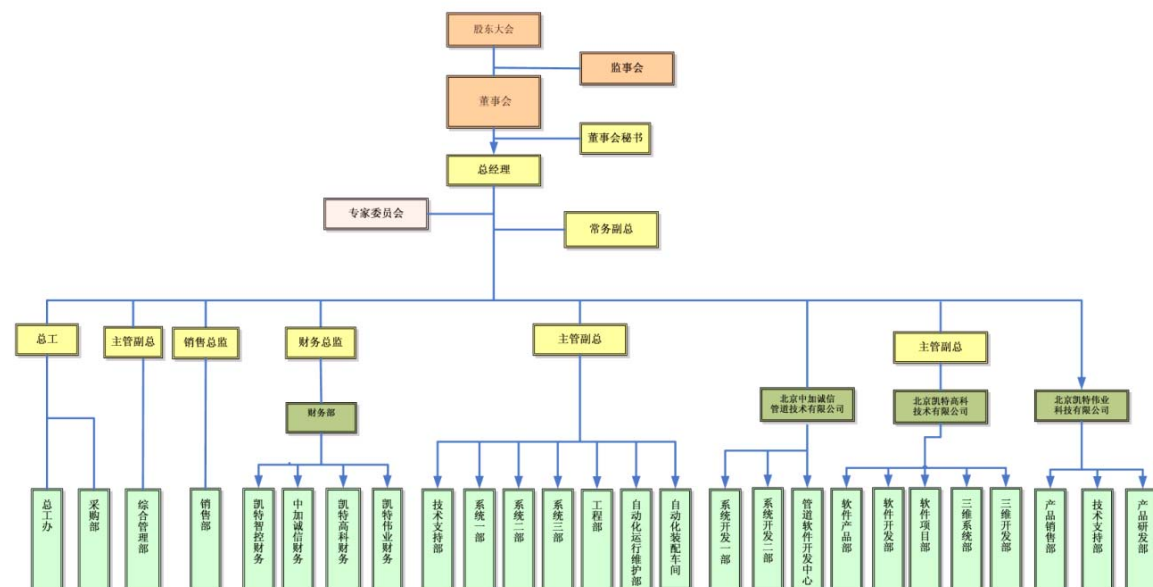 股东大会
监事会
董事会
董事会秘书
总经理
专家委员会
常务副总
总工
主管副总
销售总监
财务总监
主管副总
主管副总
财务部
北京中加诚信
管道技术有限公司
北京凯特高科
技术有限公司
北京凯特伟业
科技有限公司
总工办
采购部
综合管理部
销售部
凯特智控财务
中加诚信财务
凯特高科财务
凯特伟业财务
技术支持部
系统一部
系统二部
系统三部
工程部
自动化运行维护部
自动化装配车间
系统开发一部
系统开发二部
管道软件开发中心
软件产品部
软件开发部
软件项目部
三维系统部
三维开发部
产品销售部
技术支持部
产品研发部